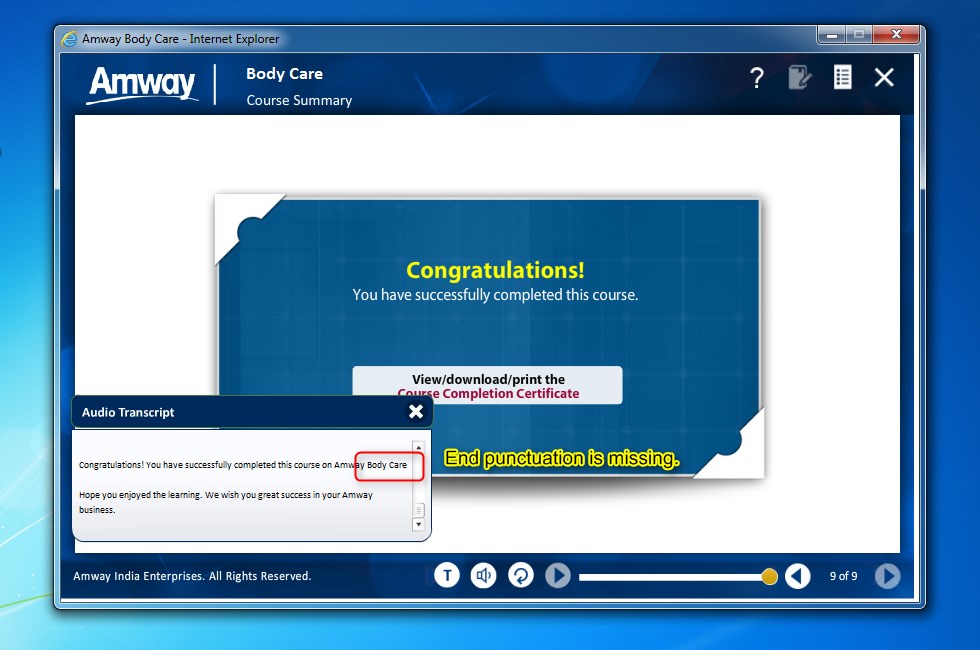 Amway Body Care - Internet Explorer
Amway
Body Care
Course Summary
?
Congratulations!
You have successfully completed this course.
View/download/print the
Course Completion Certificate
Audio Transcript
Congratulations! You have successfully completed this course on Amway Body Care
Hope you enjoyed the learning. We wish you great success in your Amway
business.
End punctuation is missing.
Amway India Enterprises. All Rights Reserved.
T
9 of 9